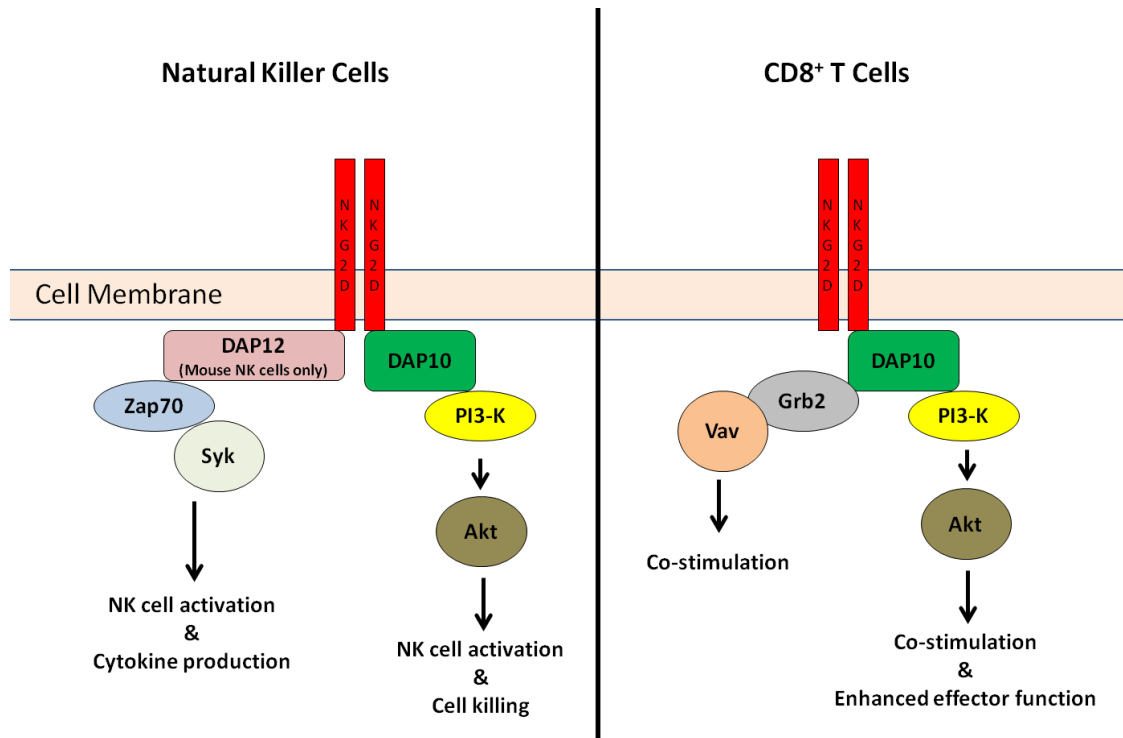 Natural Killer Cells
CD8⁺ T Cells
NKG2D
NKG2D
NKG2D
NKG2D
Cell Membrane
DAP12
(Mouse NK cells only)
DAP10
Zap70
Syk
PI3-K
Akt
NK cell activation
&
Cytokine production
NK cell activation
&
Cell killing
DAP10
Grb2
Vav
PI3-K
Akt
Co-stimulation
Co-stimulation
&
Enhanced effector function